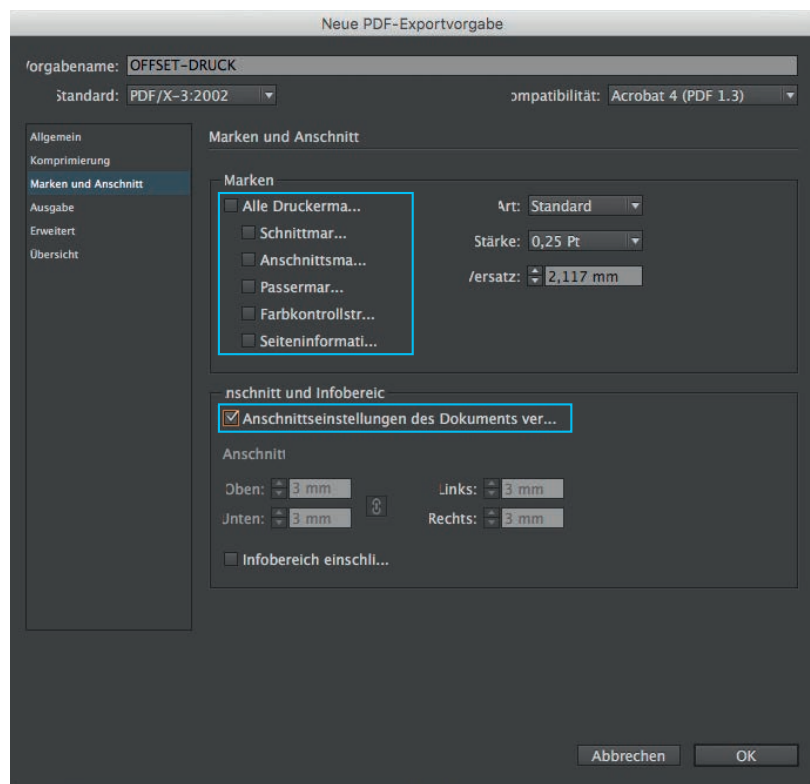 Neue PDF-Exportvorgabe
Vorgabename: OFFSET-DRUCK
Standard: PDF/X-3:2002
ompatibilität: Acrobat 4 (PDF 1.3)
Allgemein
Komprimierung
Marken und Anschnitt
Ausgabe
Erweitert
Übersicht
Marken und Anschnitt
Marken
Alle Druckerma...
Schnittmar...
Anschnittsma...
Passermar...
Farbkontrollstr...
Seiteninformati...
Art: Standard
Stärke: 0,25 Pt
Versatz: 2,117 mm
nschnitt und Infobereic
Anschnittseinstellungen des Dokuments ver...
Anschnitt
Oben: 3 mm
Unten: 3 mm
Links: 3 mm
Rechts: 3 mm
Infobereich einschli...
Abbrechen
OK